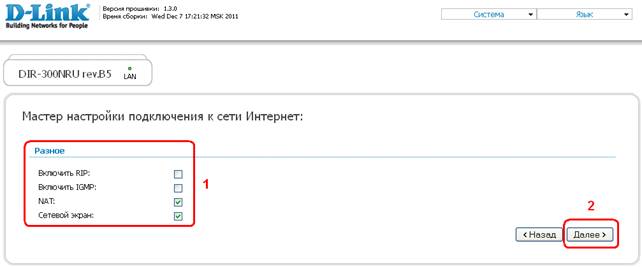 D-Link
Building Networks for People
Версия прошивки: 1.3.0
Время сборки: Wed Dec 7 17:21:32 MSK 2011
Система
Язык
DIR-300NRU rev.B5
LAN
Мастер настройки подключения к сети Интернет:
Разное
Включить RIP:
Включить IGMP:
NAT:
Сетевой экран:
1
2
< Назад
Далее >